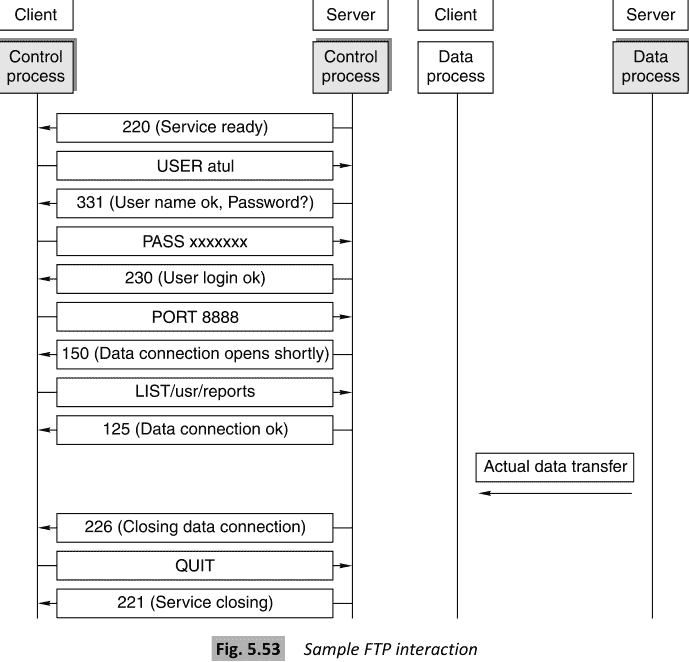 Client
Server
Client
Server
Control
process
Control
process
Data
process
Data
process
220 (Service ready)
USER atul
331 (User name ok, Password?)
PASS xxxxxxx
230 (User login ok)
PORT 8888
150 (Data connection opens shortly)
LIST/usr/reports
125 (Data connection ok)
Actual data transfer
226 (Closing data connection)
QUIT
221 (Service closing)
Fig. 5.53 Sample FTP interaction